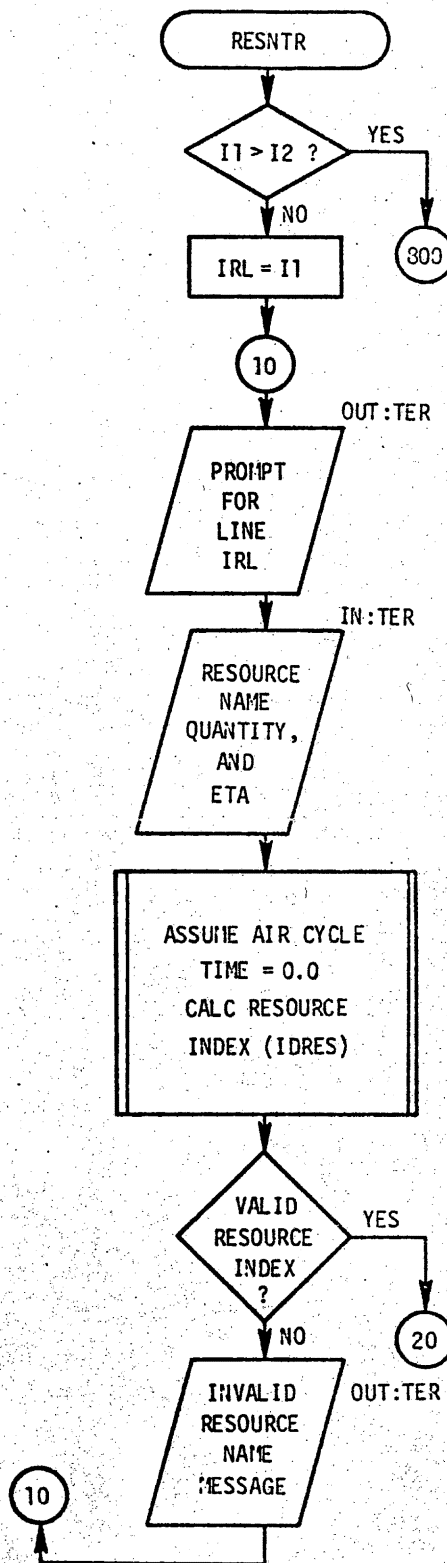 RESNTR
I1 > I2 ?
YES
NO
800
IRL = I1
10
OUT:TER
PROMPT
FOR
LINE
IRL
IN:TER
RESOURCE
NAME
QUANTITY,
AND
ETA
ASSUME AIR CYCLE
TIME = 0.0
CALC RESOURCE
INDEX (IDRES)
VALID
RESOURCE
INDEX
?
YES
NO
20
OUT:TER
INVALID
RESOURCE
NAME
MESSAGE
10